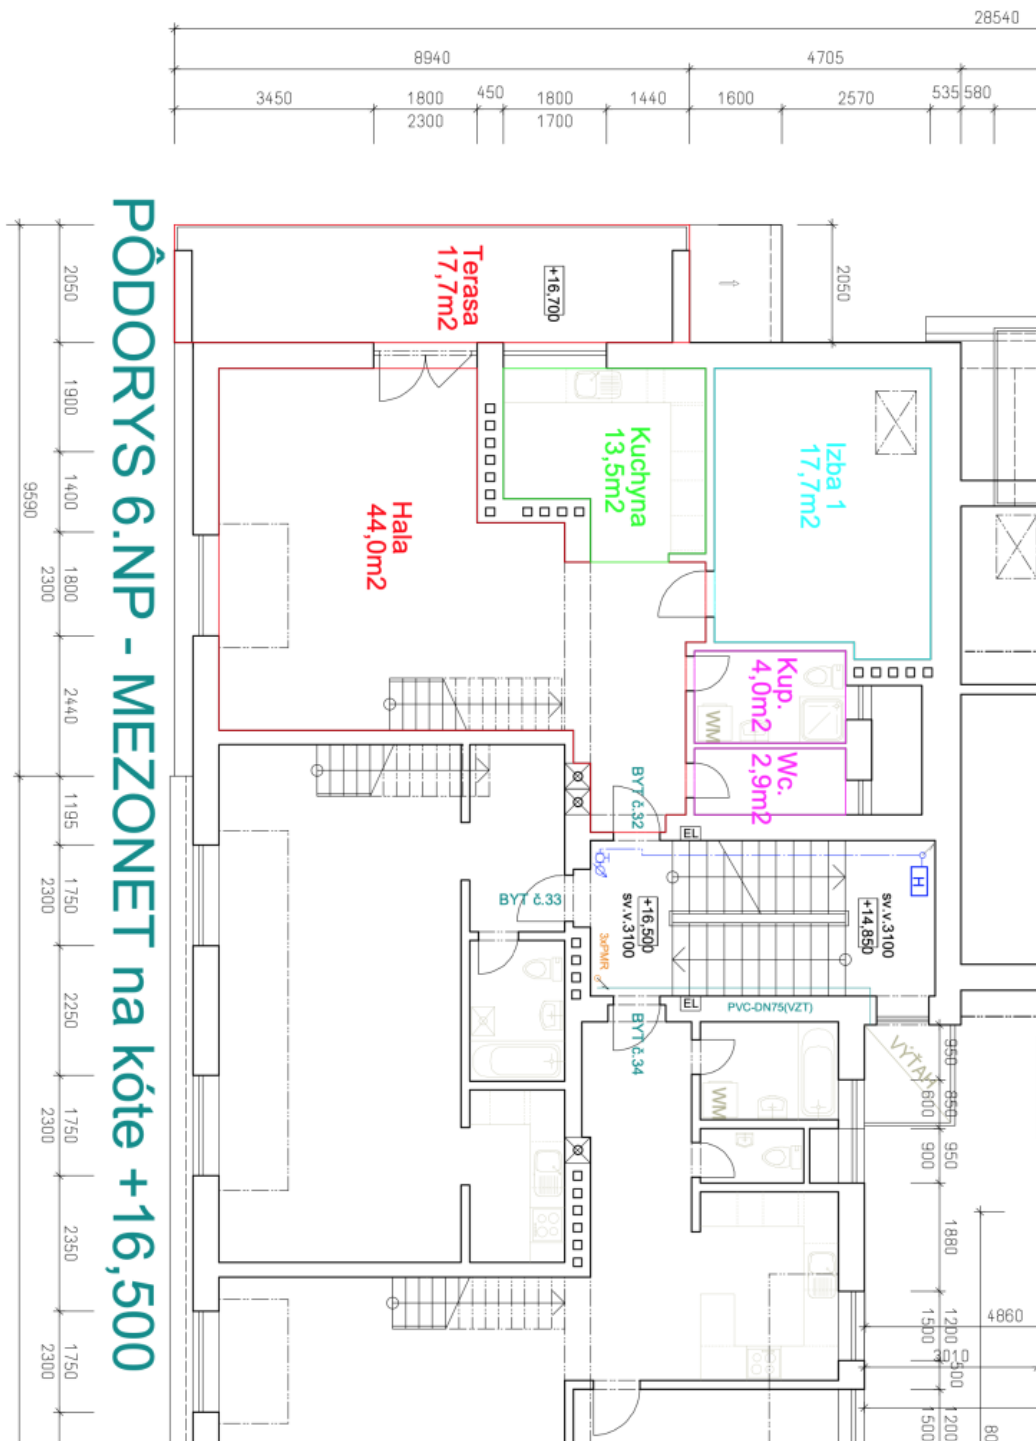 28540
8940
4705
3450
1800
2300
450
1800
1700
1440
1600
2570
535
580
PÔDORYS 6.NP - MEZONET na kóte +16,500
9590
2050
1900
1400
1800
2300
2440
1195
1750
2300
2250
1750
2300
2350
1750
2300
Terasa
17,7m2
+16,700
2050
Kuchyna
13,5m2
Izba 1
17,7m2
Hala
44,0m2
Kup.
4,0m2
WM
Wc.
2,9m2
BYT č.32
EL
H
BYT č.33
+16,500
sv.v.3100
sv.v.3100
+14,850
3xPMR
EL
PVC-DN75(VZT)
BYT č.34
VÝŤAH
WM
950
850
600
950
900
1880
1200
1500
500
3010
4860
1200
1500
80